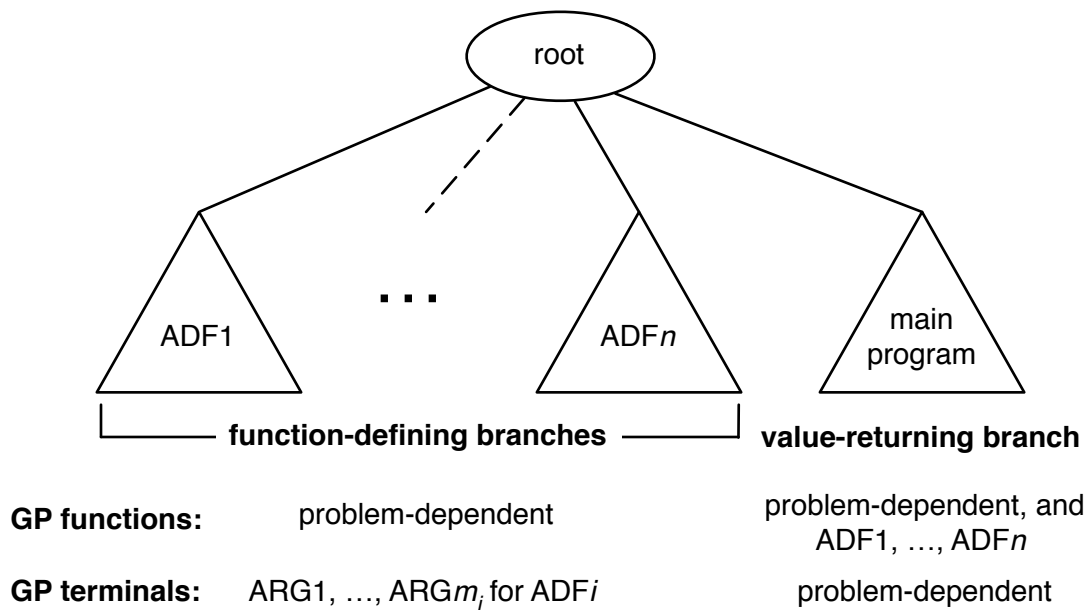 root
...
ADF1
ADFn
main
program
function-defining branches
value-returning branch
GP functions:
problem-dependent
problem-dependent, and
ADF1, …, ADFn
GP terminals:
ARG1, …, ARGmᵢ for ADFi
problem-dependent